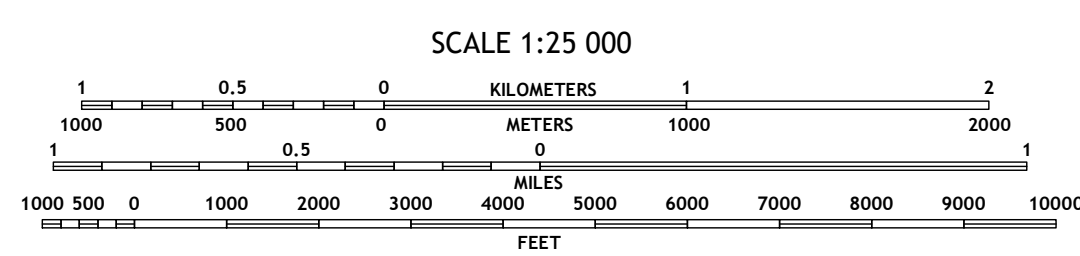 SCALE 1:25 000
1 0.5 0 KILOMETERS 1 2
1000 500 0 METERS 1000 2000
1 0.5 0 1
MILES
1000 500 0 1000 2000 3000 4000 5000 6000 7000 8000 9000 10000
FEET